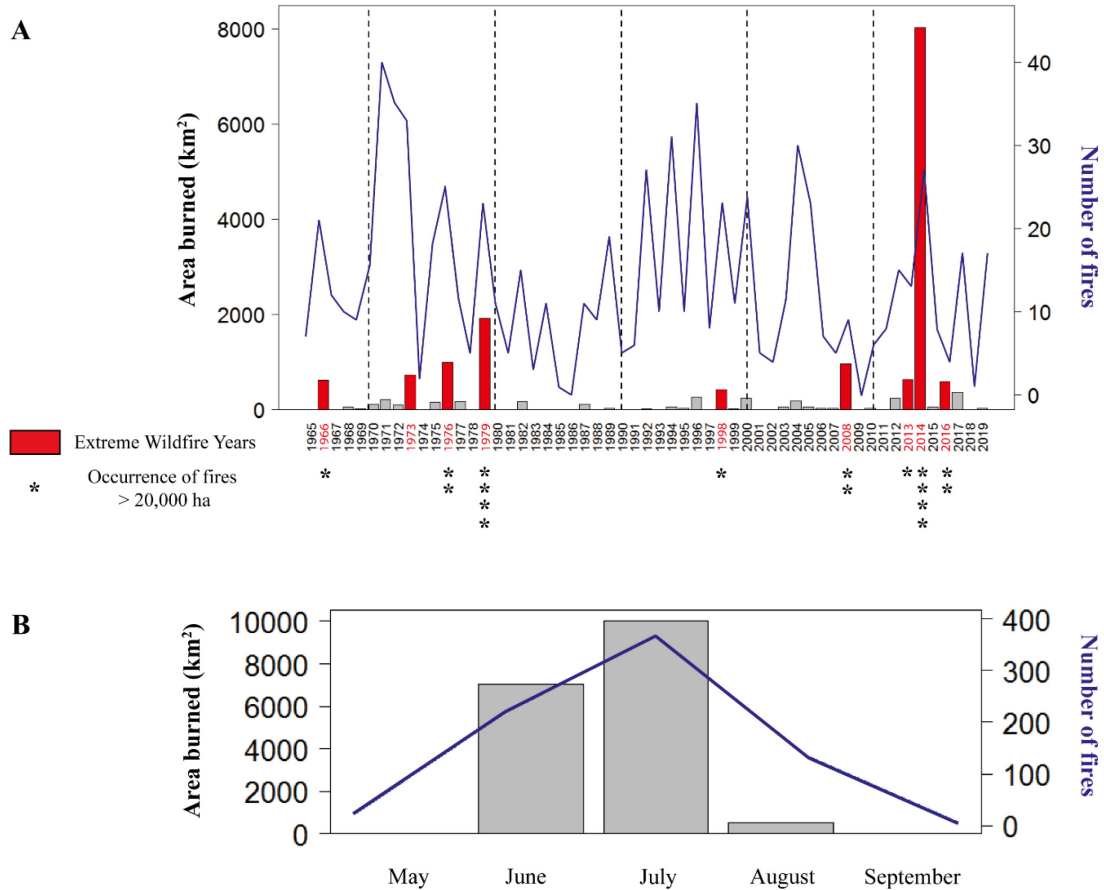 A
Area burned (km²)
8000
6000
4000
2000
0
40
30
20
10
0
Number of fires
1965 1966 1967 1968 1969 1970 1971 1972 1973 1974 1975 1976 1977 1978 1979 1980 1981 1982 1983 1984 1985 1986 1987 1988 1989 1990 1991 1992 1993 1994 1995 1996 1997 1998 1999 2000 2001 2002 2003 2004 2005 2006 2007 2008 2009 2010 2011 2012 2013 2014 2015 2016 2017 2018 2019
Extreme Wildfire Years
* Occurrence of fires
> 20,000 ha
* * * * * * * * * * * * * * * * *
B
Area burned (km²)
10000
8000
6000
4000
2000
0
400
300
200
100
0
Number of fires
May June July August September